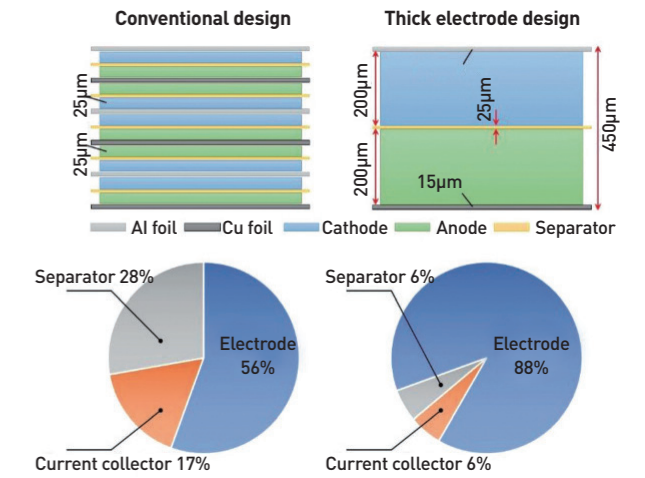 Conventional design
Thick electrode design
25μm
25μm
200μm
200μm
25μm
15μm
450μm
Al foil
Cu foil
Cathode
Anode
Separator
Separator 28%
Electrode
56%
Current collector 17%
Separator 6%
Electrode
88%
Current collector 6%